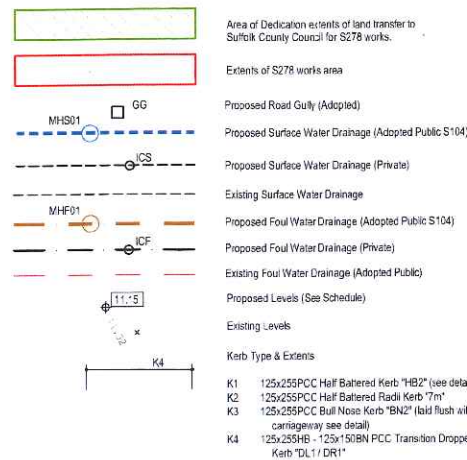 Area of Dedication extents of land transfer to
Suffolk County Council for S278 works.
Extents of S278 works area
GG
Proposed Road Gully (Adopted)
MHS01
Proposed Surface Water Drainage (Adopted Public S104)
ICS
Proposed Surface Water Drainage (Private)
Existing Surface Water Drainage
MHF01
Proposed Foul Water Drainage (Adopted Public S104)
ICF
Proposed Foul Water Drainage (Private)
Existing Foul Water Drainage (Adopted Public)
11.15
Proposed Levels (See Schedule)
Existing Levels
K4
Kerb Type & Extents
K1 125x255PCC Half Battered Kerb "HB2" (see
K2 125x255PCC Half Battered Radii Kerb "7m"
K3 125x255PCC Bull Nose Kerb "BN2" (laid flush
carriageway see detail)
K4 125x255HB - 125x150BN PCC Transition
Kerb "DL1 / DR1"